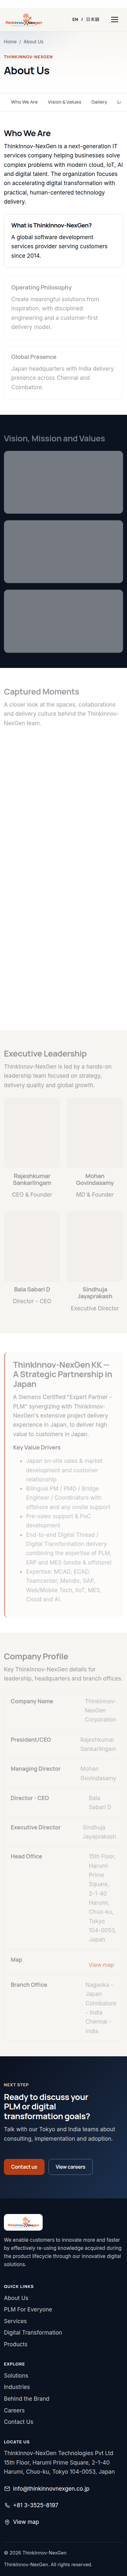 ThinkInnov-NexGen
EN / 日本語
Home / About Us
THINKINNOV-NEXGEN
About Us
Who We Are
Vision & Values
Gallery
Who We Are
ThinkInnov-NexGen is a next-generation IT
services company helping businesses solve
complex problems with modern cloud, IoT, AI
and digital talent. The organization focuses
on accelerating digital transformation with
practical, human-centered technology
delivery.
What is ThinkInnov-NexGen?
A global software development
services provider serving customers
since 2014.
Operating Philosophy
Create meaningful solutions from
inspiration, with disciplined
engineering and a customer-first
delivery model.
Global Presence
Japan headquarters with India delivery
presence across Chennai and
Coimbatore.
Vision, Mission and Values
Captured Moments
A closer look at the spaces, collaborations
and delivery culture behind the ThinkInnov-
NexGen team.
Executive Leadership
ThinkInnov-NexGen is led by a hands-on
leadership team focused on strategy,
delivery quality and growth.
Rajeshkumar
Sankarlingam
CEO & Founder
Mohan
Govindasamy
MD & Founder
Bala Sabari D
Director - CEO
Sindhuja
Jayaprakash
Executive Director
ThinkInnov-NexGen KK —
A Strategic Partnership in
Japan
A Siemens Certified "Expert Partner -
PLM" synergizing with ThinkInnov-
NexGen's extensive project delivery
experience in Japan, to deliver high
value to customers in Japan.
Key Value Drivers
Japan on-site sales & market
development and customer
relationship
Bilingual PM / PMO / Bridge
Engineer / Coordinators with
offshore and any onsite support
Pre-sales support & PoC
development
End-to-end Digital Thread /
Digital Transformation delivery
combining the expertise of PLM,
ERP and MES (onsite & offshore)
Expertise: MCAD, ECAD,
Teamcenter, Mendix, SAP,
Web/Mobile Tech, IIoT, MES,
Cloud and AI.
Company Profile
Key ThinkInnov-NexGen details for
leadership, headquarters and branch offices.
Company Name
ThinkInnov-
NexGen
Corporation
President/CEO
Rajeshkumar
Sankarlingam
Managing Director
Mohan
Govindasamy
Director - CEO
Bala
Sabari D
Executive Director
Sindhuja
Jayaprakash
Head Office
15th Floor,
Harumi
Prime
Square,
2-1-40
Harumi,
Chuo-ku,
Tokyo
104-0053,
Japan
Map
View map
Branch Office
Nagaoka -
Japan
Coimbatore
- India
Chennai -
India
NEXT STEP
Ready to discuss your
PLM or digital
transformation goals?
Talk with our Tokyo and India teams about
consulting, implementation and adoption.
Contact us
View careers
ThinkInnov-NexGen
We enable customers to innovate more and faster
by effectively re-using knowledge acquired during
the product lifecycle through our innovative digital
solutions.
QUICK LINKS
About Us
PLM For Everyone
Services
Digital Transformation
Products
EXPLORE
Solutions
Industries
Behind the Brand
Careers
Contact Us
LOCATE US
ThinkInnov-NexGen Technologies Pvt Ltd
15th Floor, Harumi Prime Square, 2-1-40
Harumi, Chuo-ku, Tokyo 104-0053, Japan
info@thinkinnovnexgen.co.jp
+81 3-3525-8197
View map
© 2026 ThinkInnov-NexGen
ThinkInnov-NexGen. All rights reserved.